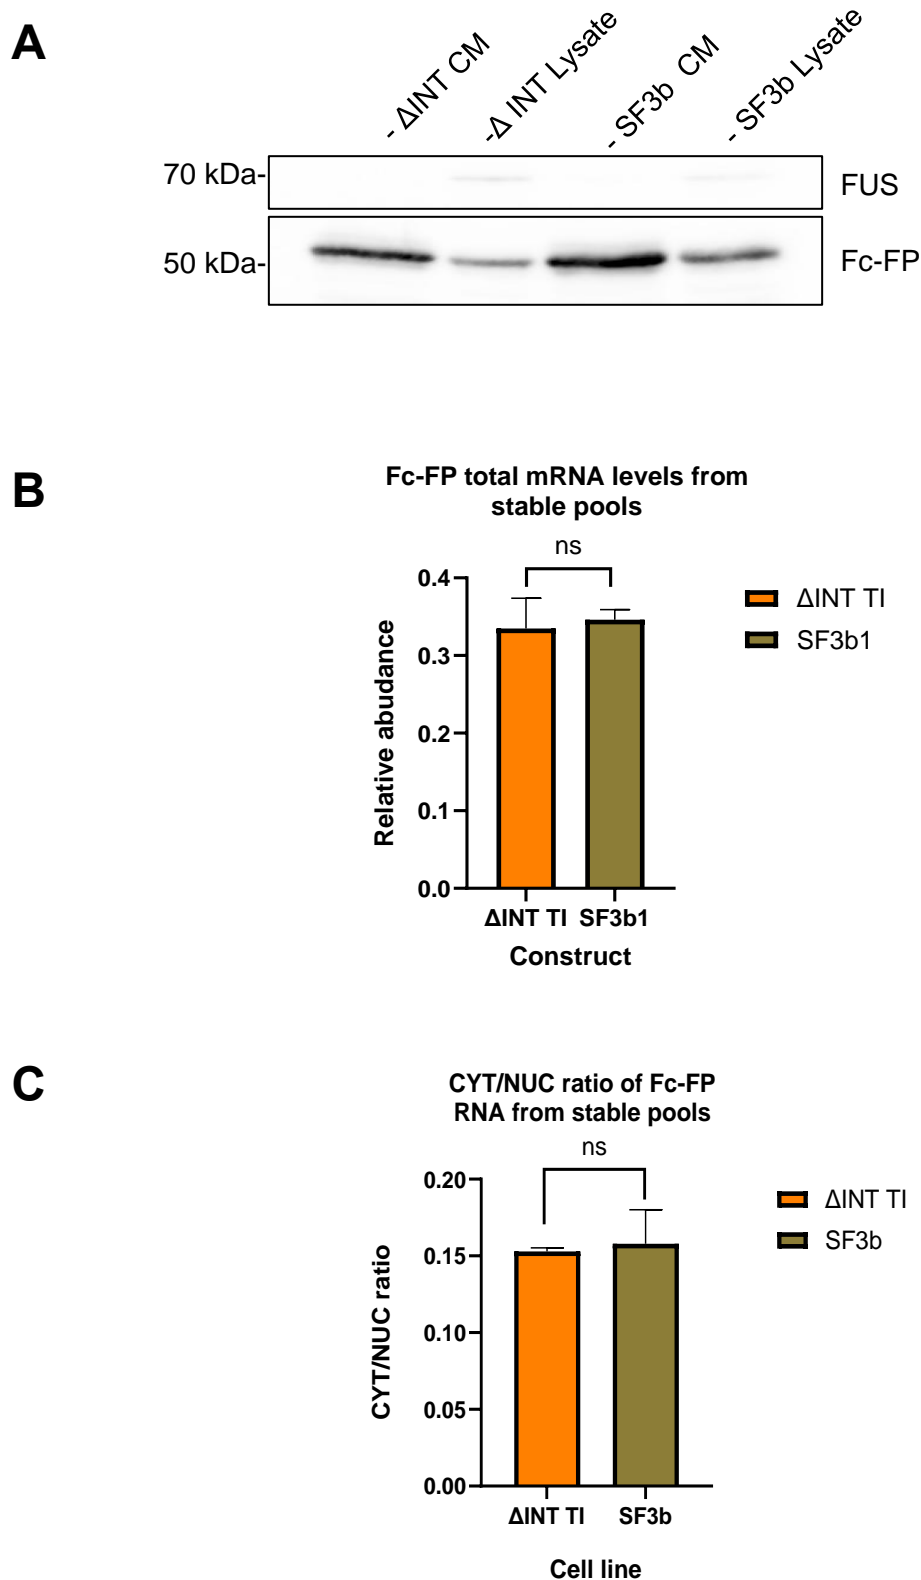 A
- ΔINT CM
-Δ INT Lysate
- SF3b CM
- SF3b Lysate
70 kDa-
FUS
50 kDa-
Fc-FP
B
Fc-FP total mRNA levels from
stable pools
ns
0.4
0.3
0.2
0.1
0.0
Relative abudance
ΔINT TI
SF3b1
ΔINT TI SF3b1
Construct
C
CYT/NUC ratio of Fc-FP
RNA from stable pools
ns
0.20
0.15
0.10
0.05
0.00
CYT/NUC ratio
ΔINT TI
SF3b
ΔINT TI SF3b
Cell line